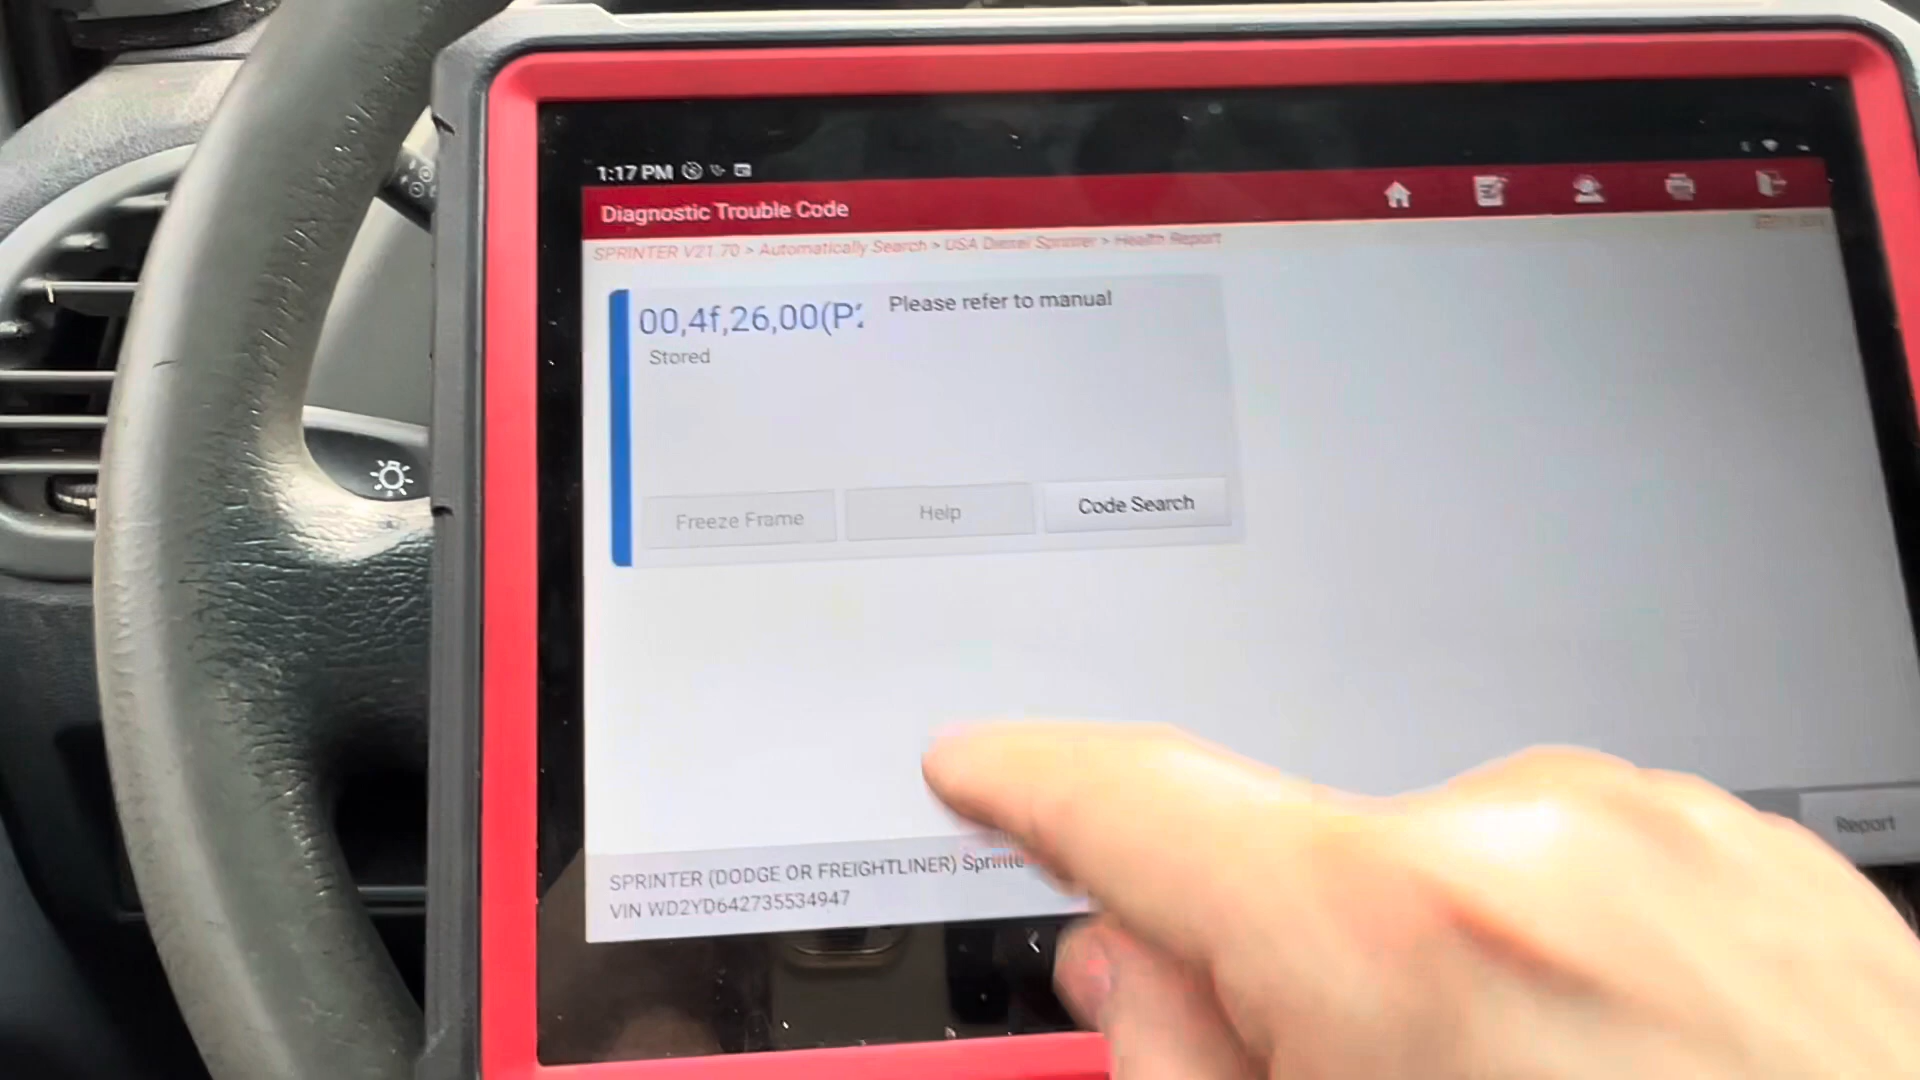 1:17 PM
Diagnostic Trouble Code
SPRINTER V21.70 > Automatically Search > USA Diesel Sprinter > Health Report
00,4f,26,00(P2
Please refer to manual
Stored
Freeze Frame
Help
Code Search
Report
SPRINTER (DODGE OR FREIGHTLINER) Sprinte
VIN WD2YD642735534947